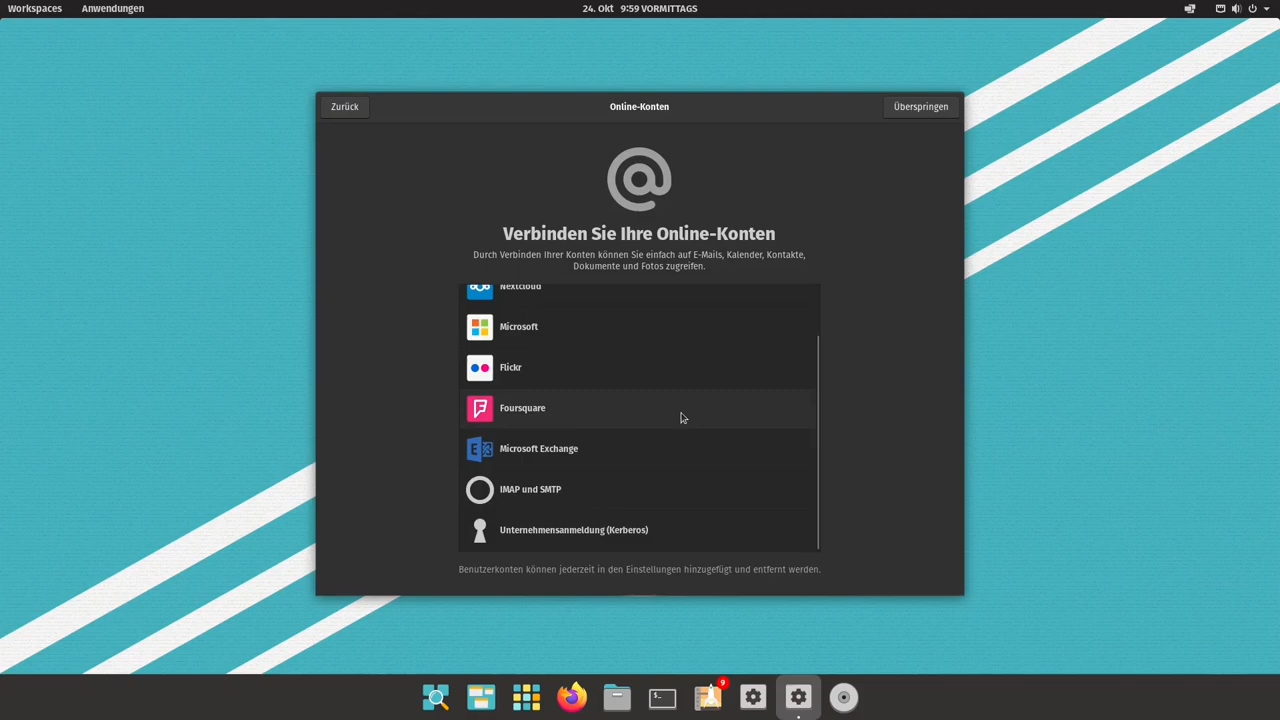 Workspaces Anwendungen 24. Okt 9:59 VORMITTAGS
Zurück Online-Konten Überspringen
Verbinden Sie Ihre Online-Konten
Durch Verbinden Ihrer Konten können Sie einfach auf E-Mails, Kalender, Kontakte,
Dokumente und Fotos zugreifen.
Nextcloud
Microsoft
Flickr
Foursquare
Microsoft Exchange
IMAP und SMTP
Unternehmensanmeldung (Kerberos)
Benutzerkonten können jederzeit in den Einstellungen hinzugefügt und entfernt werden.
9